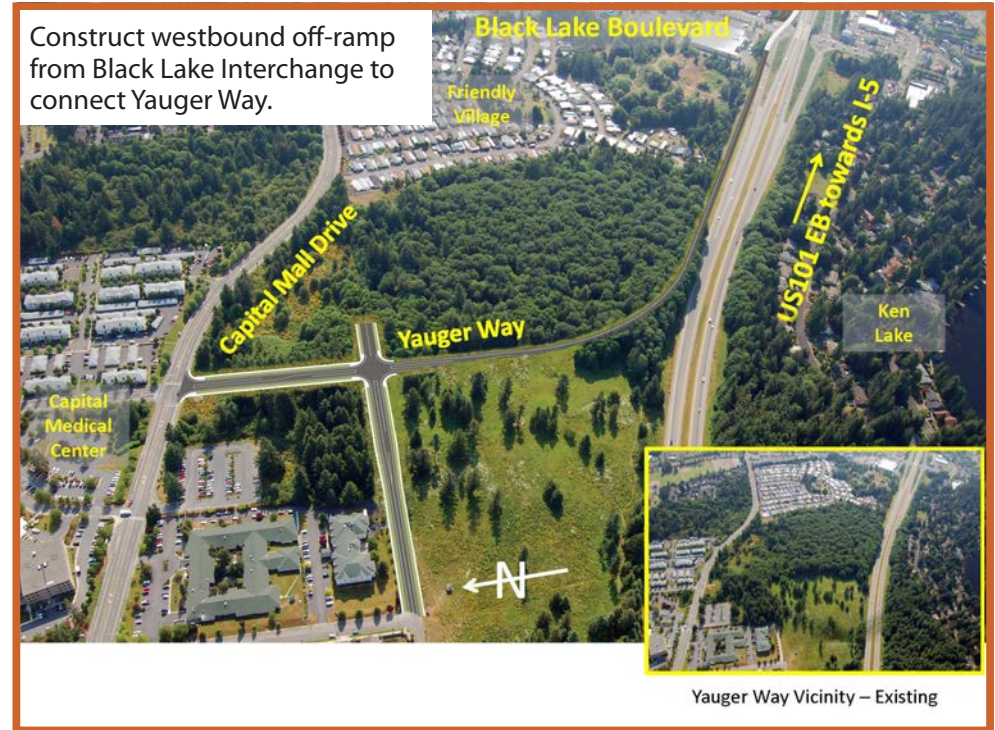 Construct westbound off-ramp
from Black Lake Interchange to
connect Yauger Way.
Black Lake Boulevard
Friendly
Village
US101 EB towards I-5
Capital Mall Drive
Yauger Way
Ken
Lake
Capital
Medical
Center
N
Yauger Way Vicinity – Existing